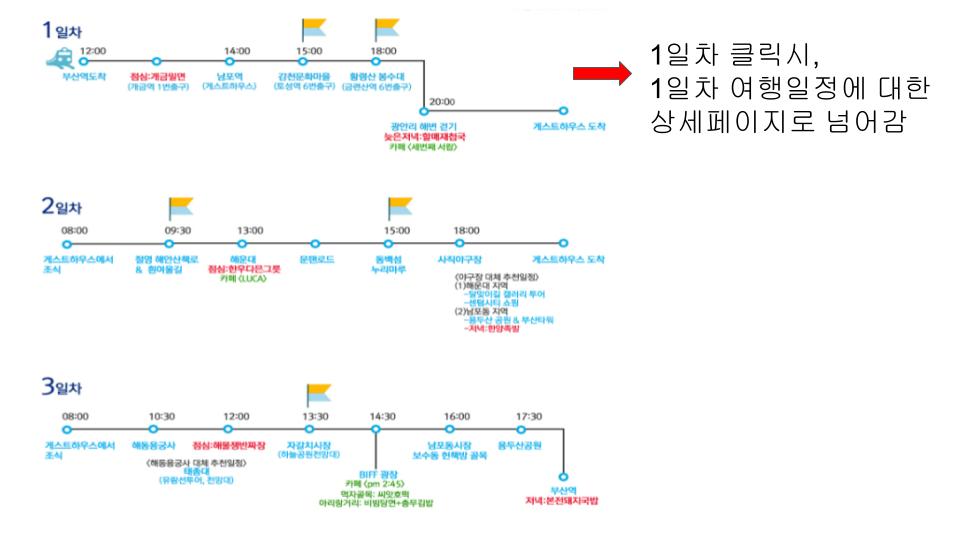 1일차
12:00
14:00
15:00
18:00
부산역도착
점심:개금밀면
(개금역 1번출구)
남포역
(게스트하우스)
감천문화마을
(토성역 6번출구)
황령산 봉수대
(금련산역 6번출구)
20:00
광안리 해변 걷기
늦은저녁:할매재첩국
카페 <세번째 서랍>
게스트하우스 도착
1일차 클릭시,
1일차 여행일정에 대한
상세페이지로 넘어감
2일차
08:00
09:30
13:00
15:00
18:00
게스트하우스에서
조식
절영 해안산책로
& 흰여울길
해운대
점심:한우다믄그릇
카페 <LUCA>
문탠로드
동백섬
누리마루
사직야구장
게스트하우스 도착
<야구장 대체 추천일정>
(1)해운대 지역
-달맞이길 갤러리 투어
-센텀시티 쇼핑
(2)남포동 지역
-용두산 공원 & 부산타워
-저녁:한양족발
3일차
08:00
10:30
12:00
13:30
14:30
16:00
17:30
게스트하우스에서
조식
해동용궁사
<해동용궁사 대체 추천일정>
태종대
(유람선투어, 전망대)
점심:해물쟁반짜장
자갈치시장
(하늘공원전망대)
BIFF 광장
카페 (pm 2:45)
먹자골목: 씨앗호떡
아리랑거리: 비빔당면+충무김밥
남포동시장
보수동 헌책방 골목
용두산공원
부산역
저녁:본전돼지국밥